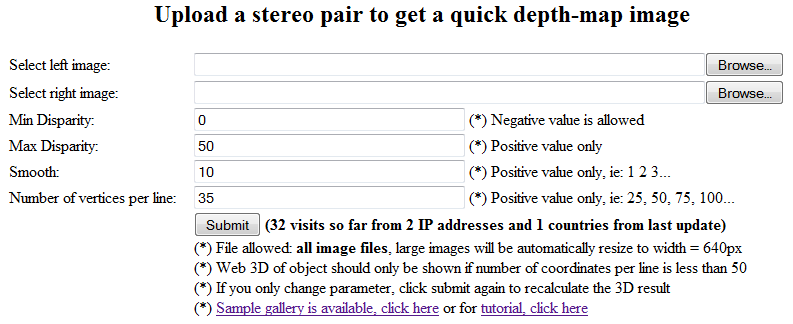 Upload a stereo pair to get a quick depth-map image
Select left image: Browse...
Select right image: Browse...
Min Disparity: 0 (*) Negative value is allowed
Max Disparity: 50 (*) Positive value only
Smooth: 10 (*) Positive value only, ie: 1 2 3...
Number of vertices per line: 35 (*) Positive value only, ie: 25, 50, 75, 100...
Submit (32 visits so far from 2 IP addresses and 1 countries from last update)
(*) File allowed: all image files, large images will be automatically resize to width = 640px
(*) Web 3D of object should only be shown if number of coordinates per line is less than 50
(*) If you only change parameter, click submit again to recalculate the 3D result
(*) Sample gallery is available, click here or for tutorial, click here